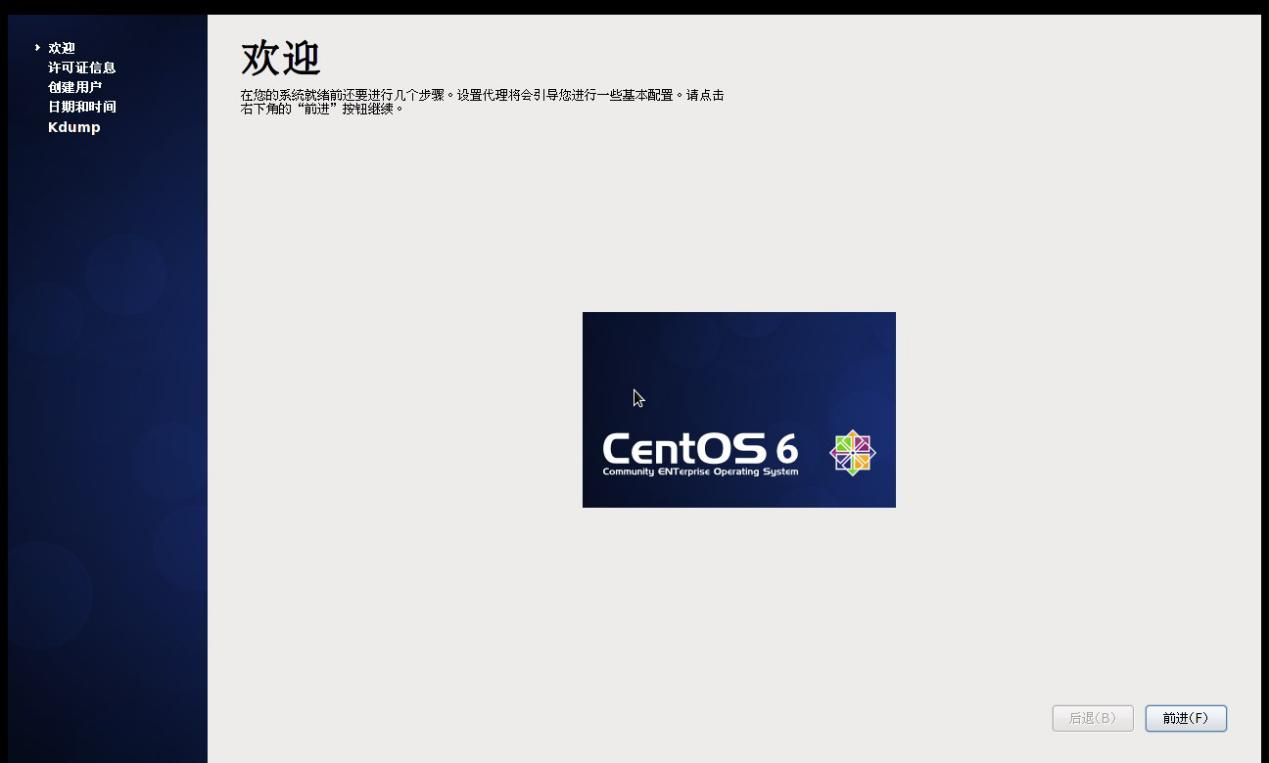 欢迎
许可证信息
创建用户
日期和时间
Kdump
欢迎
在您的系统就绪前还要进行几个步骤。设置代理将会引导您进行一些基本配置。请点击
右下角的“前进”按钮继续。
CentOS 6
Community ENTerprise Operating System
后退(B)
前进(F)